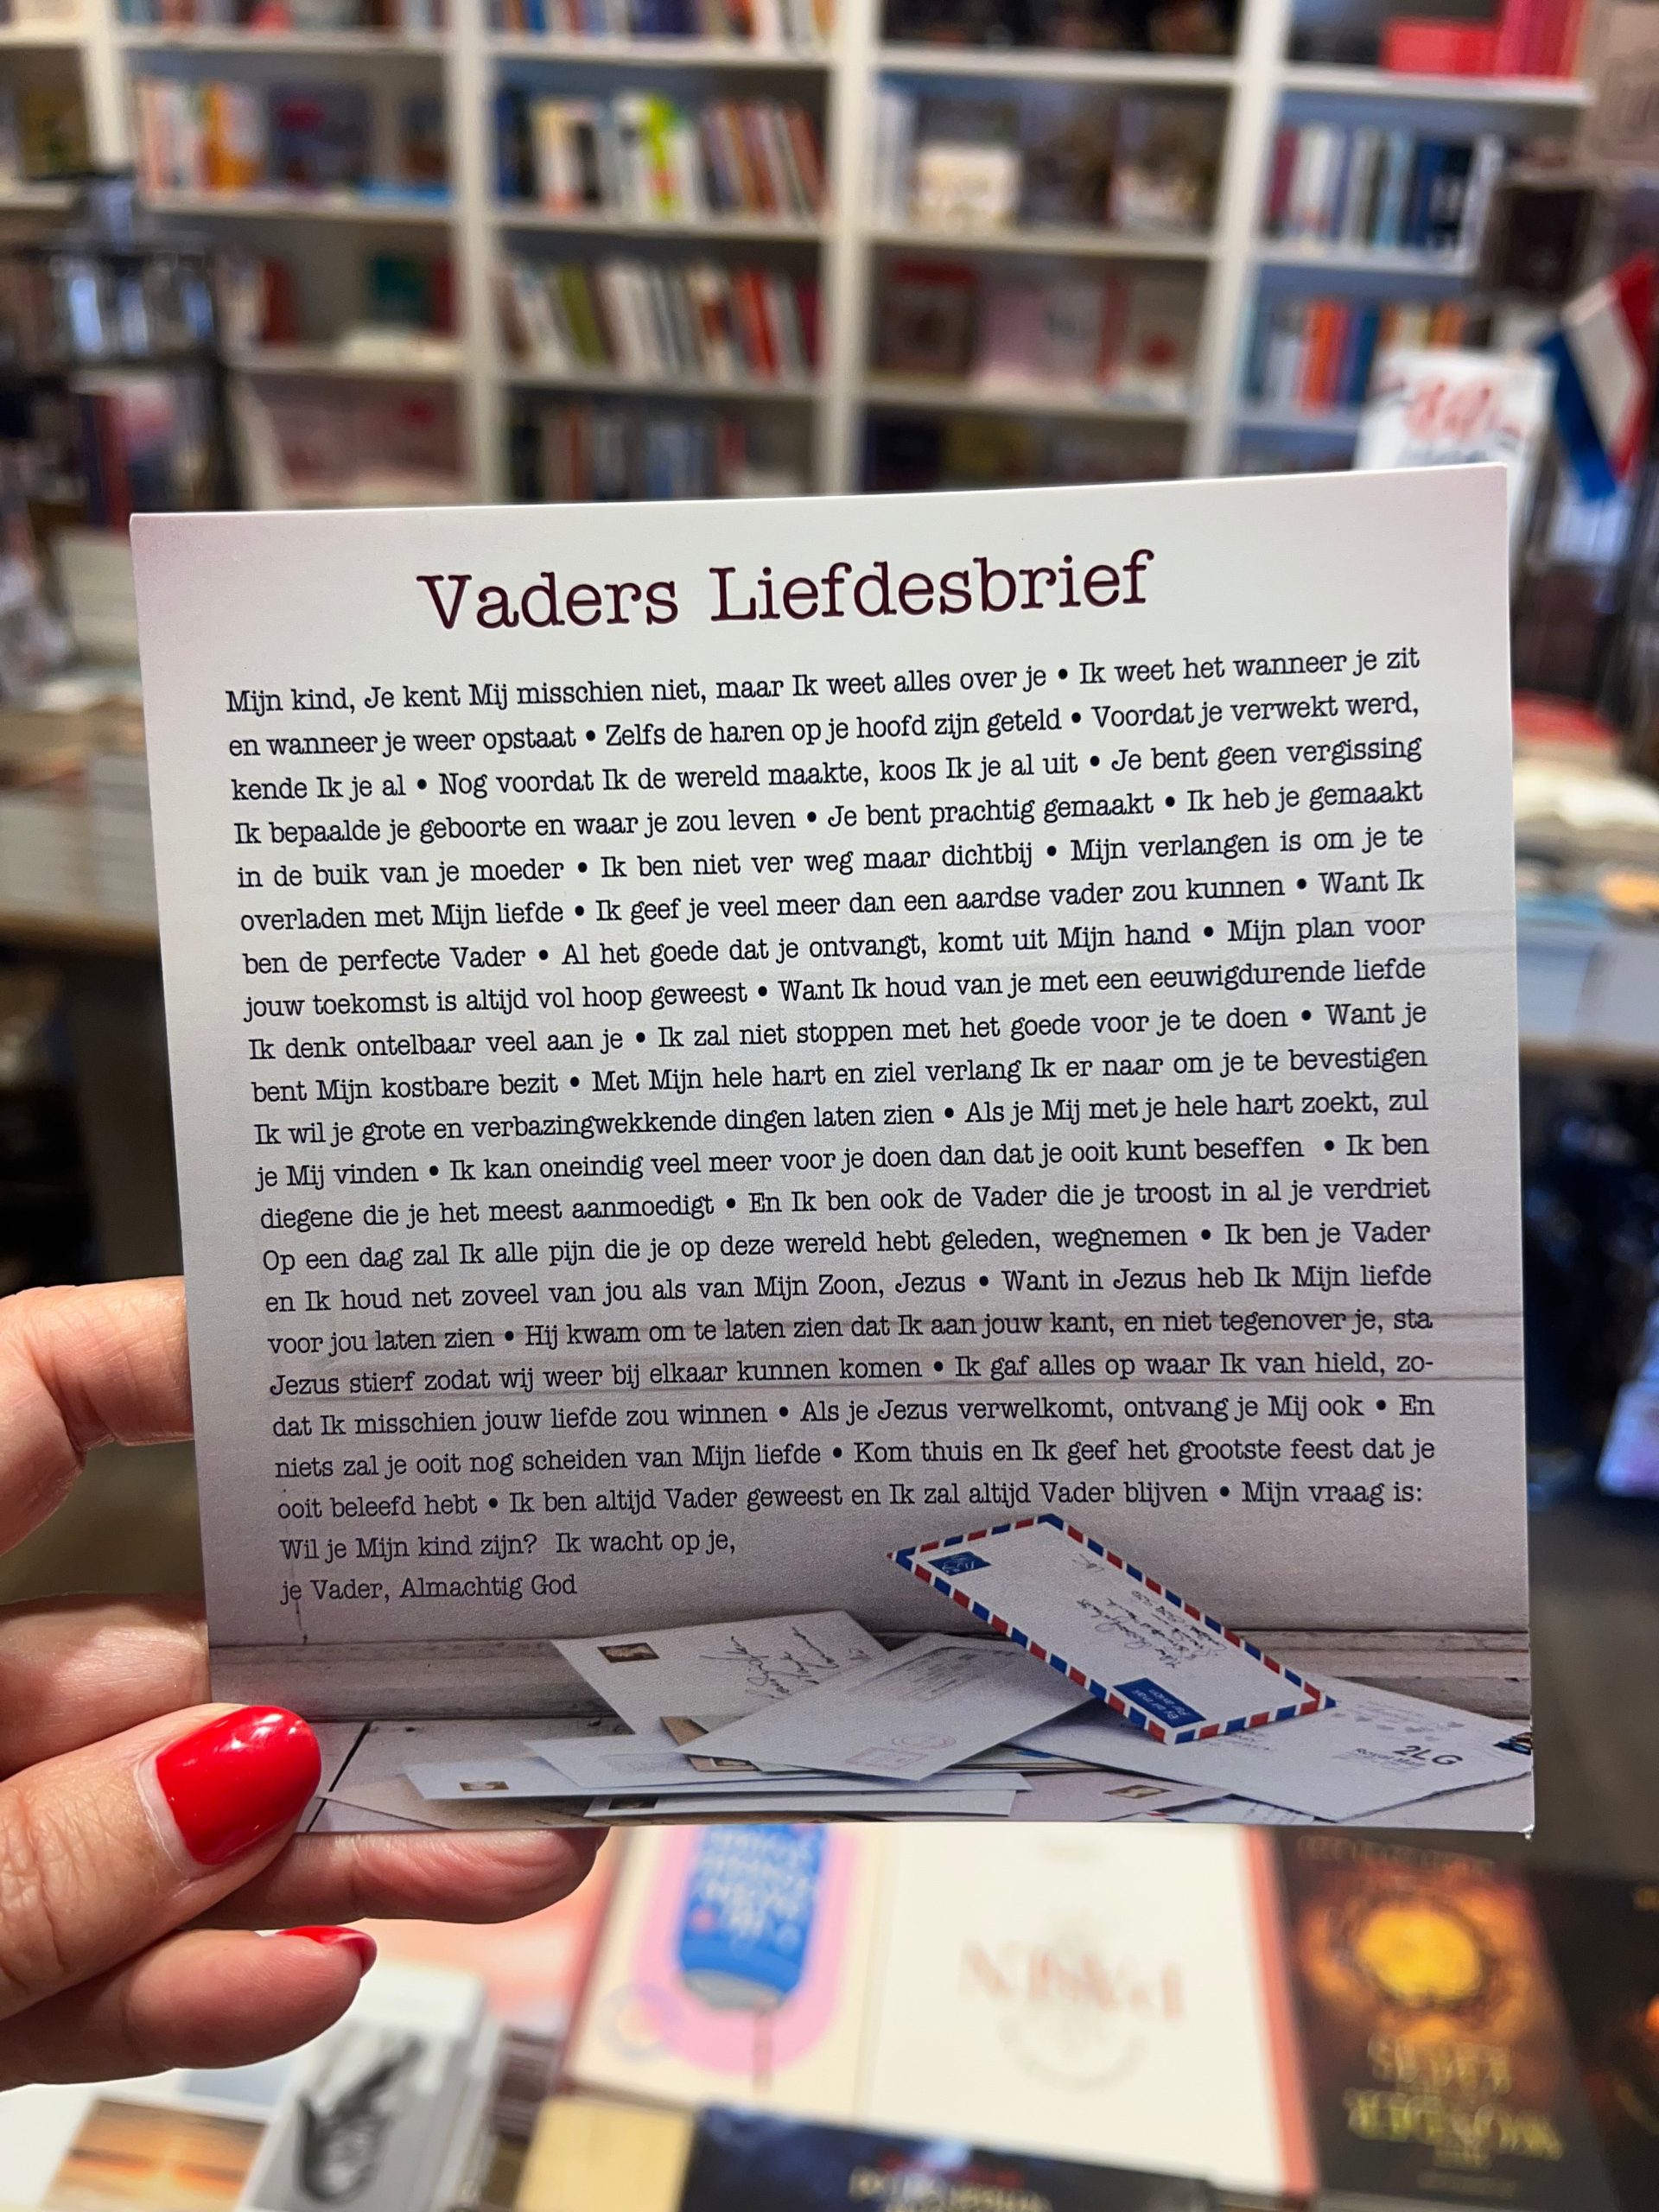 Vaders Liefdesbrief
Mijn kind, Je kent Mij misschien niet, maar Ik weet alles over je • Ik weet het wanneer je zit
en wanneer je weer opstaat • Zelfs de haren op je hoofd zijn geteld • Voordat je verwekt werd,
kende Ik je al • Nog voordat Ik de wereld maakte, koos Ik je al uit • Je bent geen vergissing
Ik bepaalde je geboorte en waar je zou leven • Je bent prachtig gemaakt • Ik heb je gemaakt
in de buik van je moeder • Ik ben niet ver weg maar dichtbij • Mijn verlangen is om je te
overladen met Mijn liefde • Ik geef je veel meer dan een aardse vader zou kunnen • Want Ik
ben de perfecte Vader • Al het goede dat je ontvangt, komt uit Mijn hand • Mijn plan voor
jouw toekomst is altijd vol hoop geweest • Want Ik houd van je met een eeuwigdurende liefde
Ik denk ontelbaar veel aan je • Ik zal niet stoppen met het goede voor je te doen • Want je
bent Mijn kostbare bezit • Met Mijn hele hart en ziel verlang Ik er naar om je te bevestigen
Ik wil je grote en verbazingwekkende dingen laten zien • Als je Mij met je hele hart zoekt, zul
je Mij vinden • Ik kan oneindig veel meer voor je doen dan dat je ooit kunt beseffen • Ik ben
diegene die je het meest aanmoedigt • En Ik ben ook de Vader die je troost in al je verdriet
Op een dag zal Ik alle pijn die je op deze wereld hebt geleden, wegnemen • Ik ben je Vader
en Ik houd net zoveel van jou als van Mijn Zoon, Jezus • Want in Jezus heb Ik Mijn liefde
voor jou laten zien • Hij kwam om te laten zien dat Ik aan jouw kant, en niet tegenover je, sta
Jezus stierf zodat wij weer bij elkaar kunnen komen • Ik gaf alles op waar Ik van hield, zo-
dat Ik misschien jouw liefde zou winnen • Als je Jezus verwelkomt, ontvang je Mij ook • En
niets zal je ooit nog scheiden van Mijn liefde • Kom thuis en Ik geef het grootste feest dat je
ooit beleefd hebt • Ik ben altijd Vader geweest en Ik zal altijd Vader blijven • Mijn vraag is:
Wil je Mijn kind zijn? Ik wacht op je,
je Vader, Almachtig God
2LG